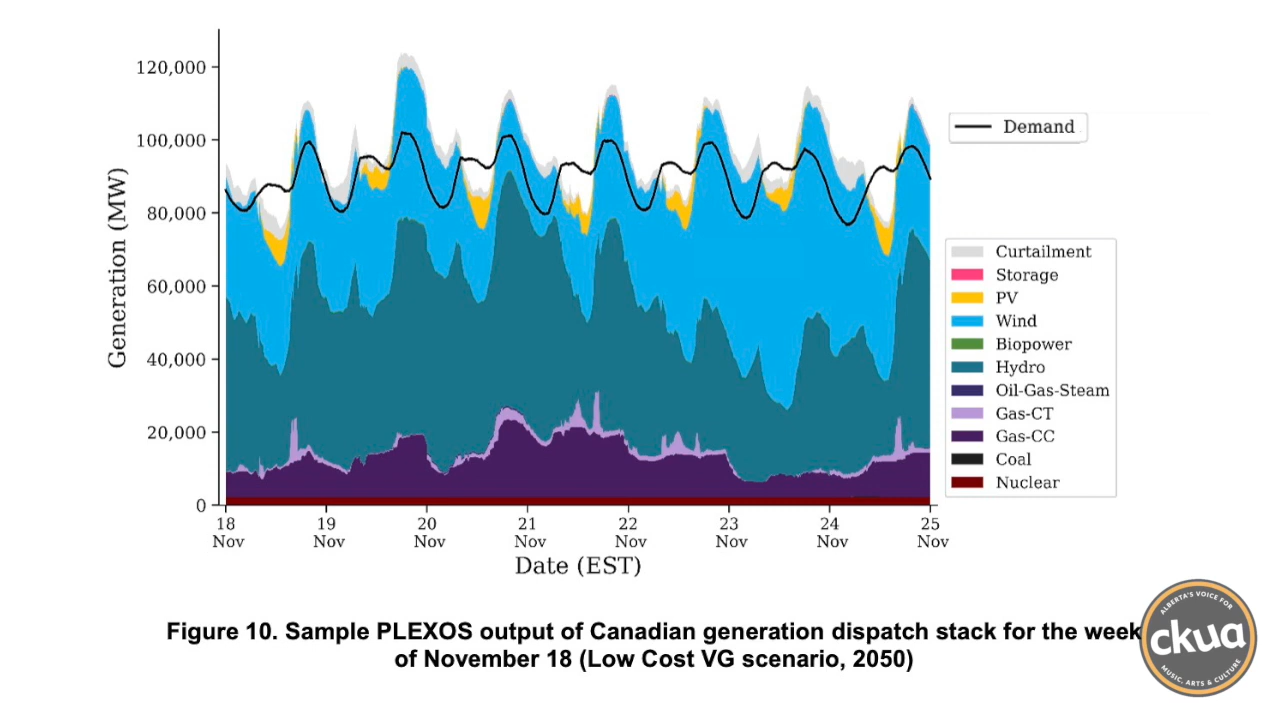 120,000
100,000
80,000
60,000
40,000
20,000
0
Generation (MW)
18 Nov
19 Nov
20 Nov
21 Nov
22 Nov
23 Nov
24 Nov
25 Nov
Date (EST)
Demand
Curtailment
Storage
PV
Wind
Biopower
Hydro
Oil-Gas-Steam
Gas-CT
Gas-CC
Coal
Nuclear
Figure 10. Sample PLEXOS output of Canadian generation dispatch stack for the week
of November 18 (Low Cost VG scenario, 2050)
ALBERTA'S VOICE FOR
ckua
MUSIC, ARTS & CULTURE